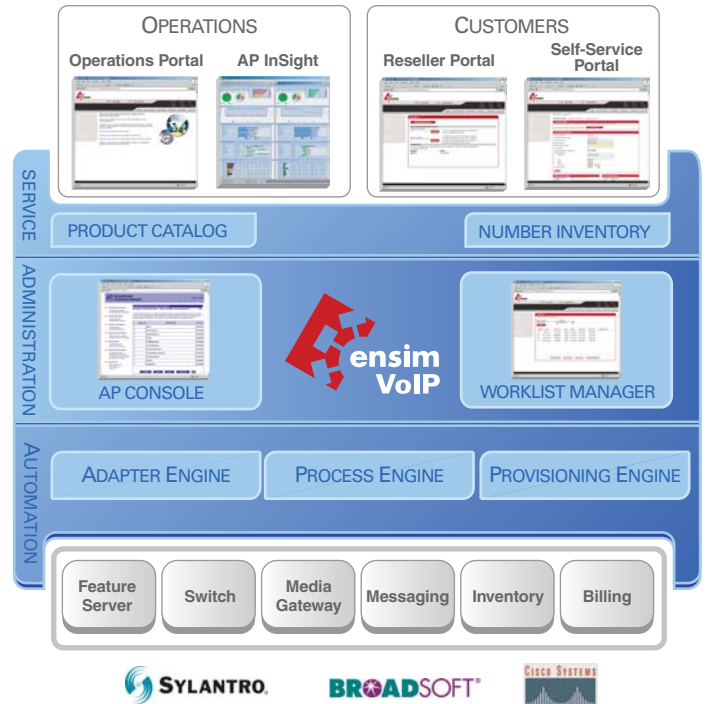 OPERATIONS
CUSTOMERS
Operations Portal
AP InSight
Reseller Portal
Self-Service
Portal
SERVICE
PRODUCT CATALOG
NUMBER INVENTORY
ADMINISTRATION
AP CONSOLE
ensim
VoIP
WORKLIST MANAGER
AUTOMATION
ADAPTER ENGINE
PROCESS ENGINE
PROVISIONING ENGINE
Feature
Server
Switch
Media
Gateway
Messaging
Inventory
Billing
SYLANTRO.
BROADSOFT®
CISCO SYSTEMS